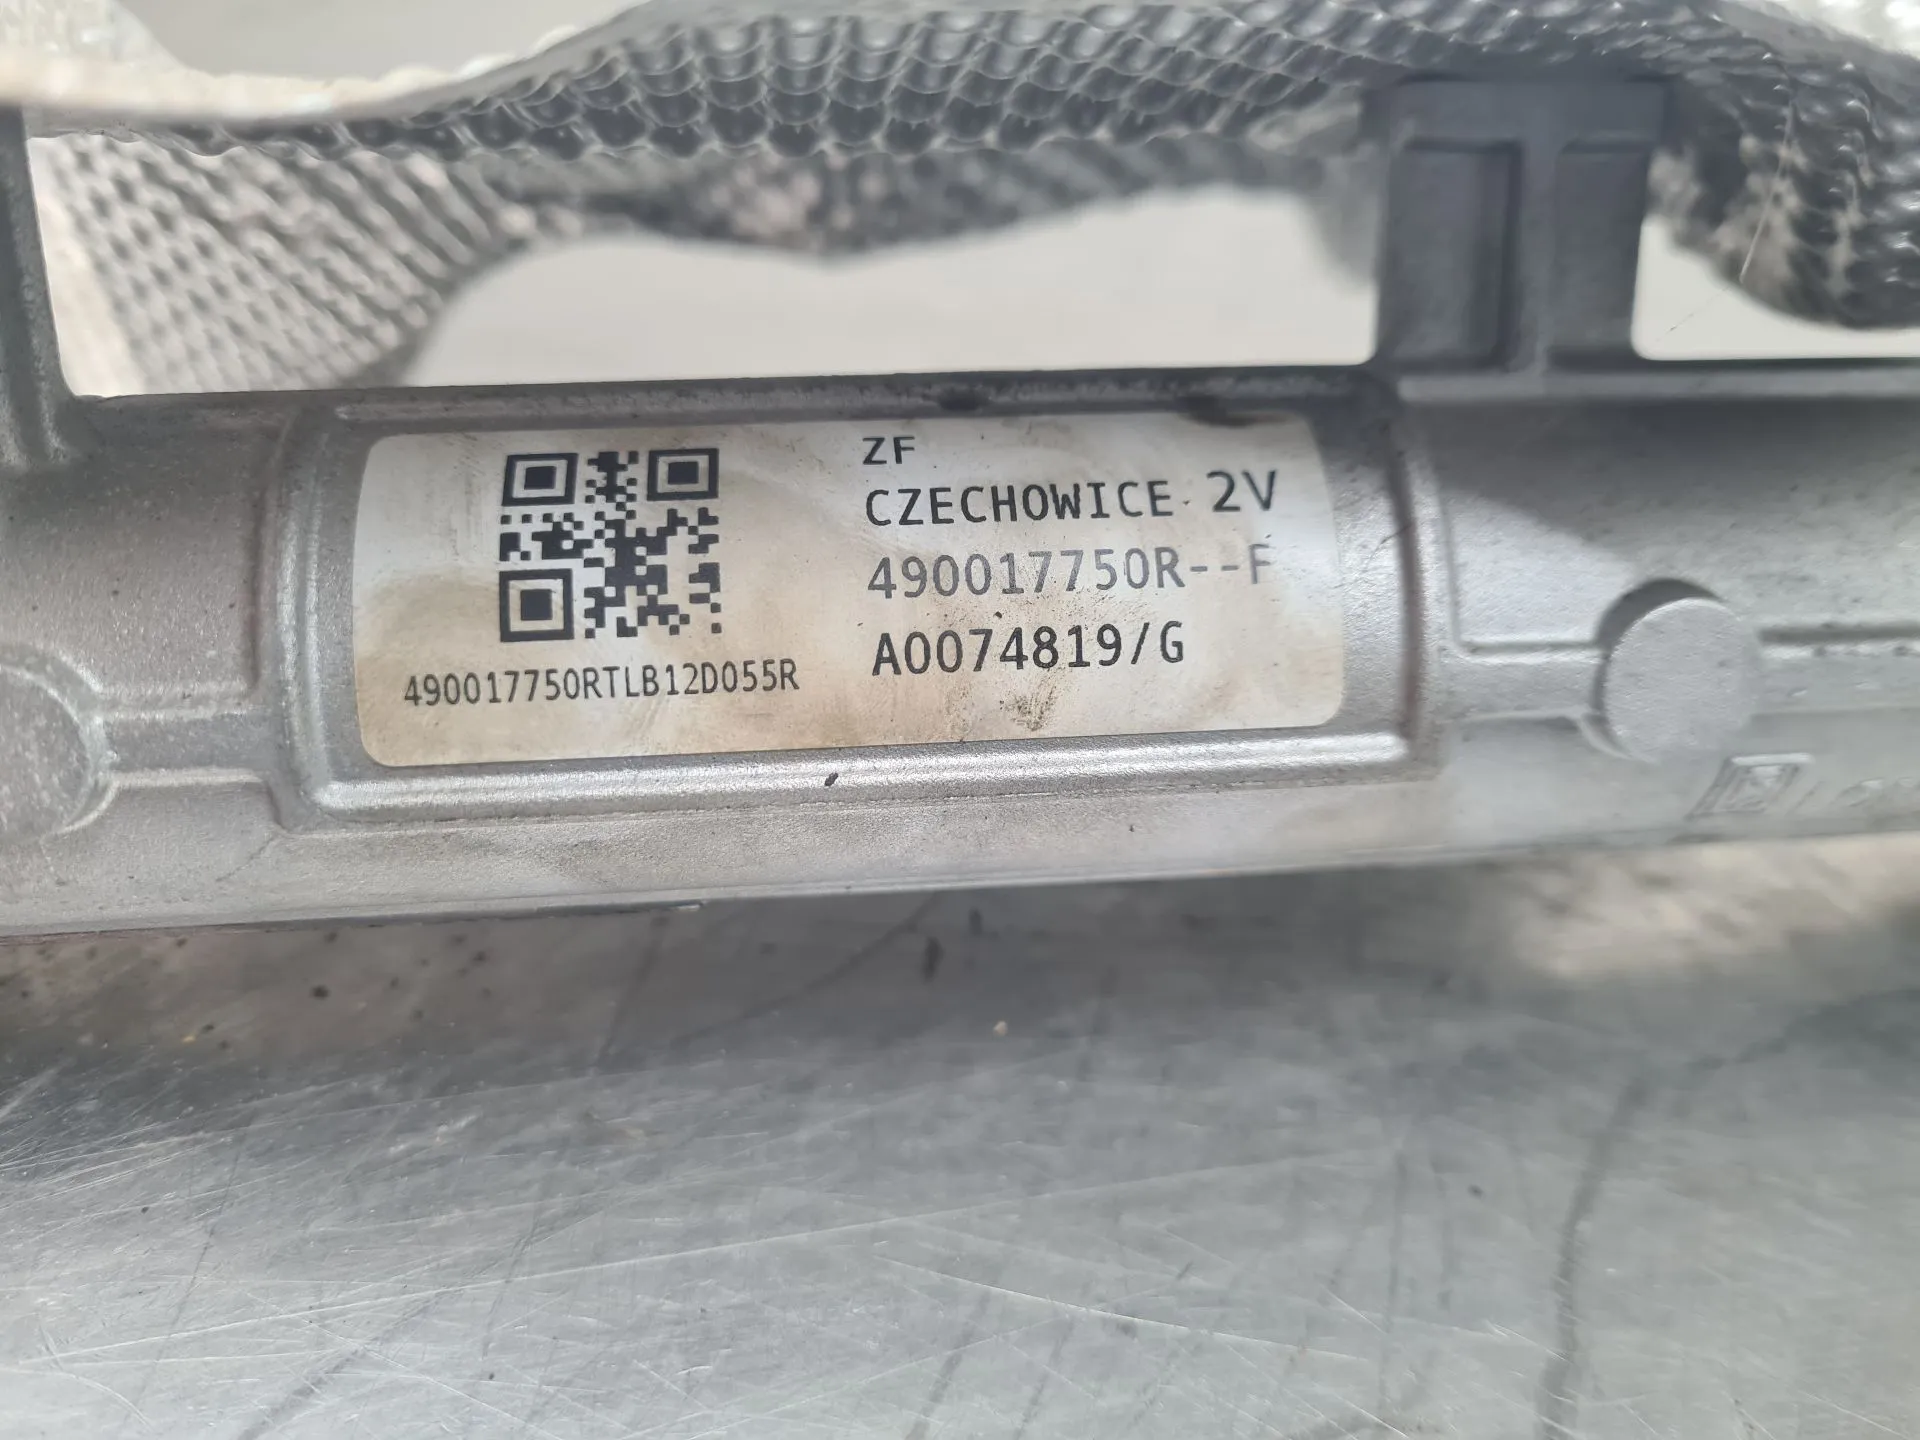 ZF
CZECHOWICE 2V
490017750R--F
A0074819/G
490017750RTLB12D055R